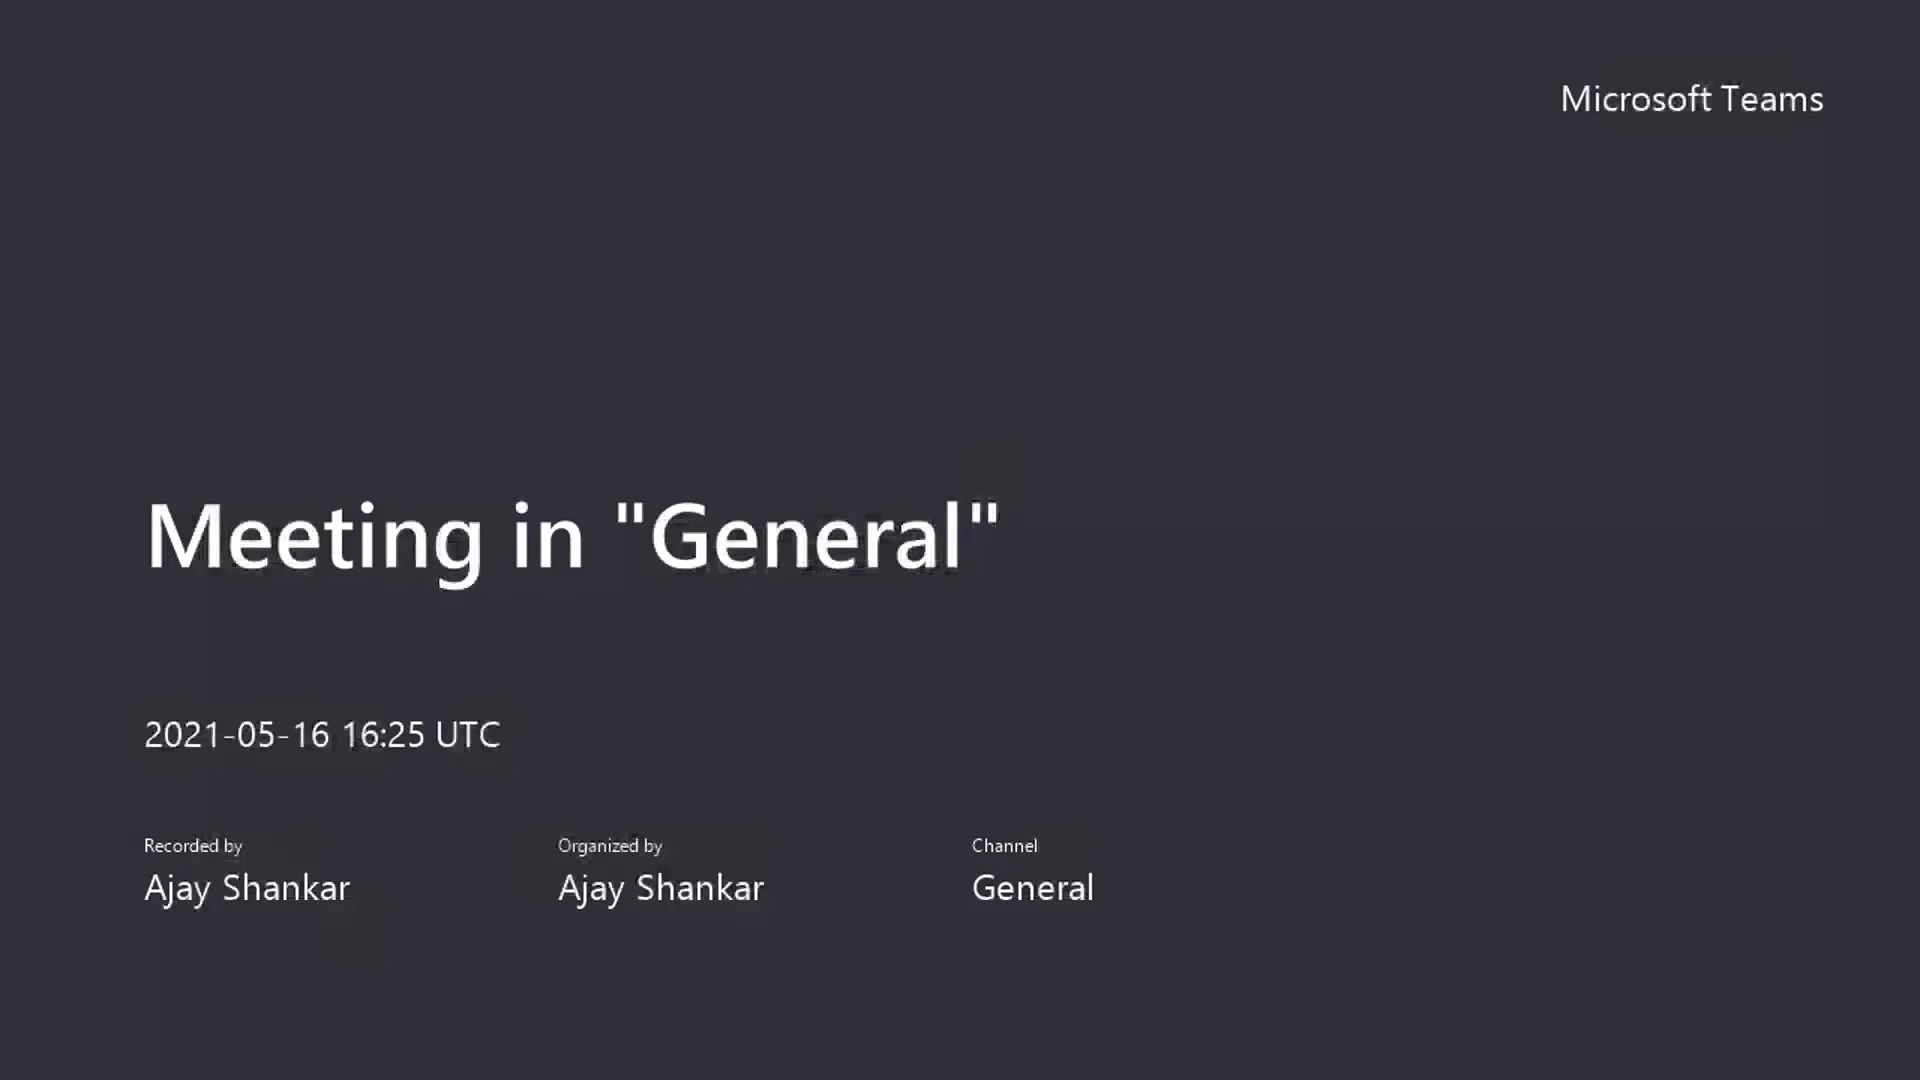 Microsoft Teams
Meeting in "General"
2021-05-16 16:25 UTC
Recorded by
Ajay Shankar
Organized by
Ajay Shankar
Channel
General